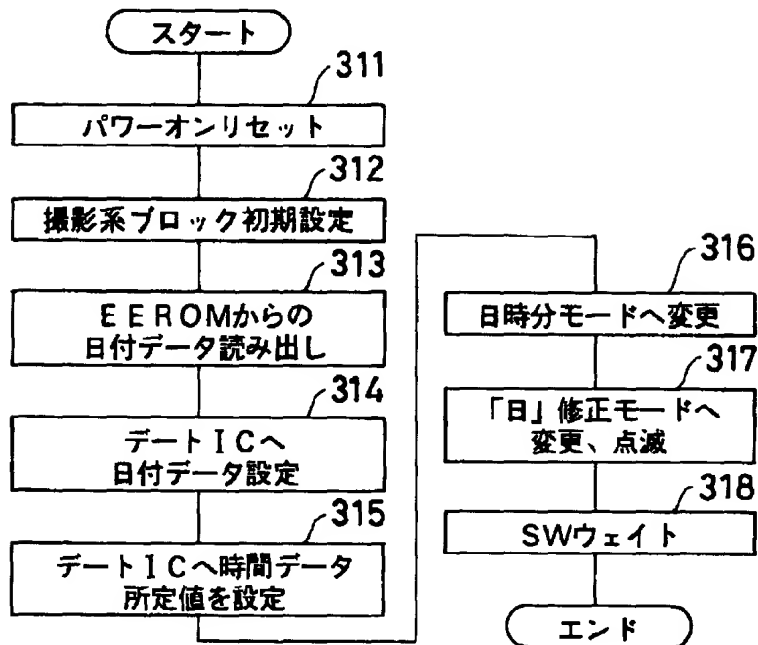 スタート
311
パワーオンリセット
312
撮影系ブロック初期設定
313
EEROMからの
日付データ読み出し
314
デートICへ
日付データ設定
315
デートICへ時間データ
所定値を設定
316
日時分モードへ変更
317
「日」修正モードへ
変更、点滅
318
SWウェイト
エンド